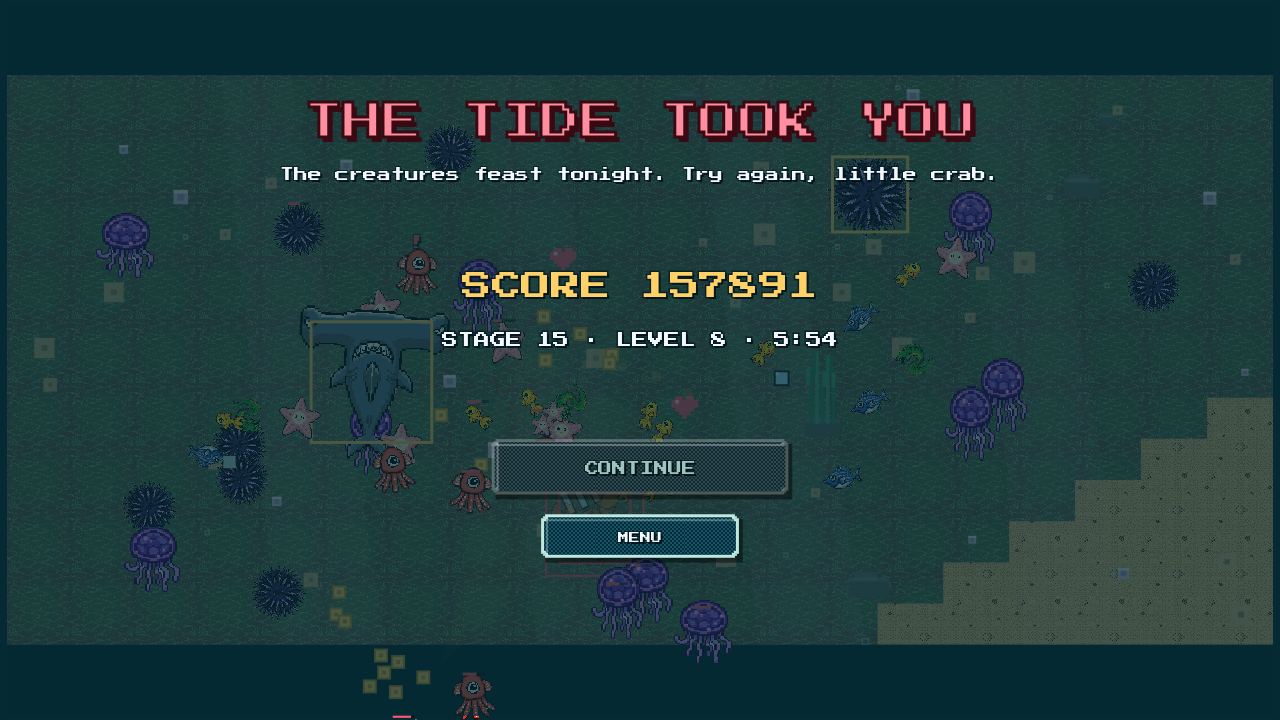 THE TIDE TOOK YOU
The creatures feast tonight. Try again, little crab.
SCORE 157891
STAGE 15 · LEVEL 8 · 5:54
CONTINUE
MENU